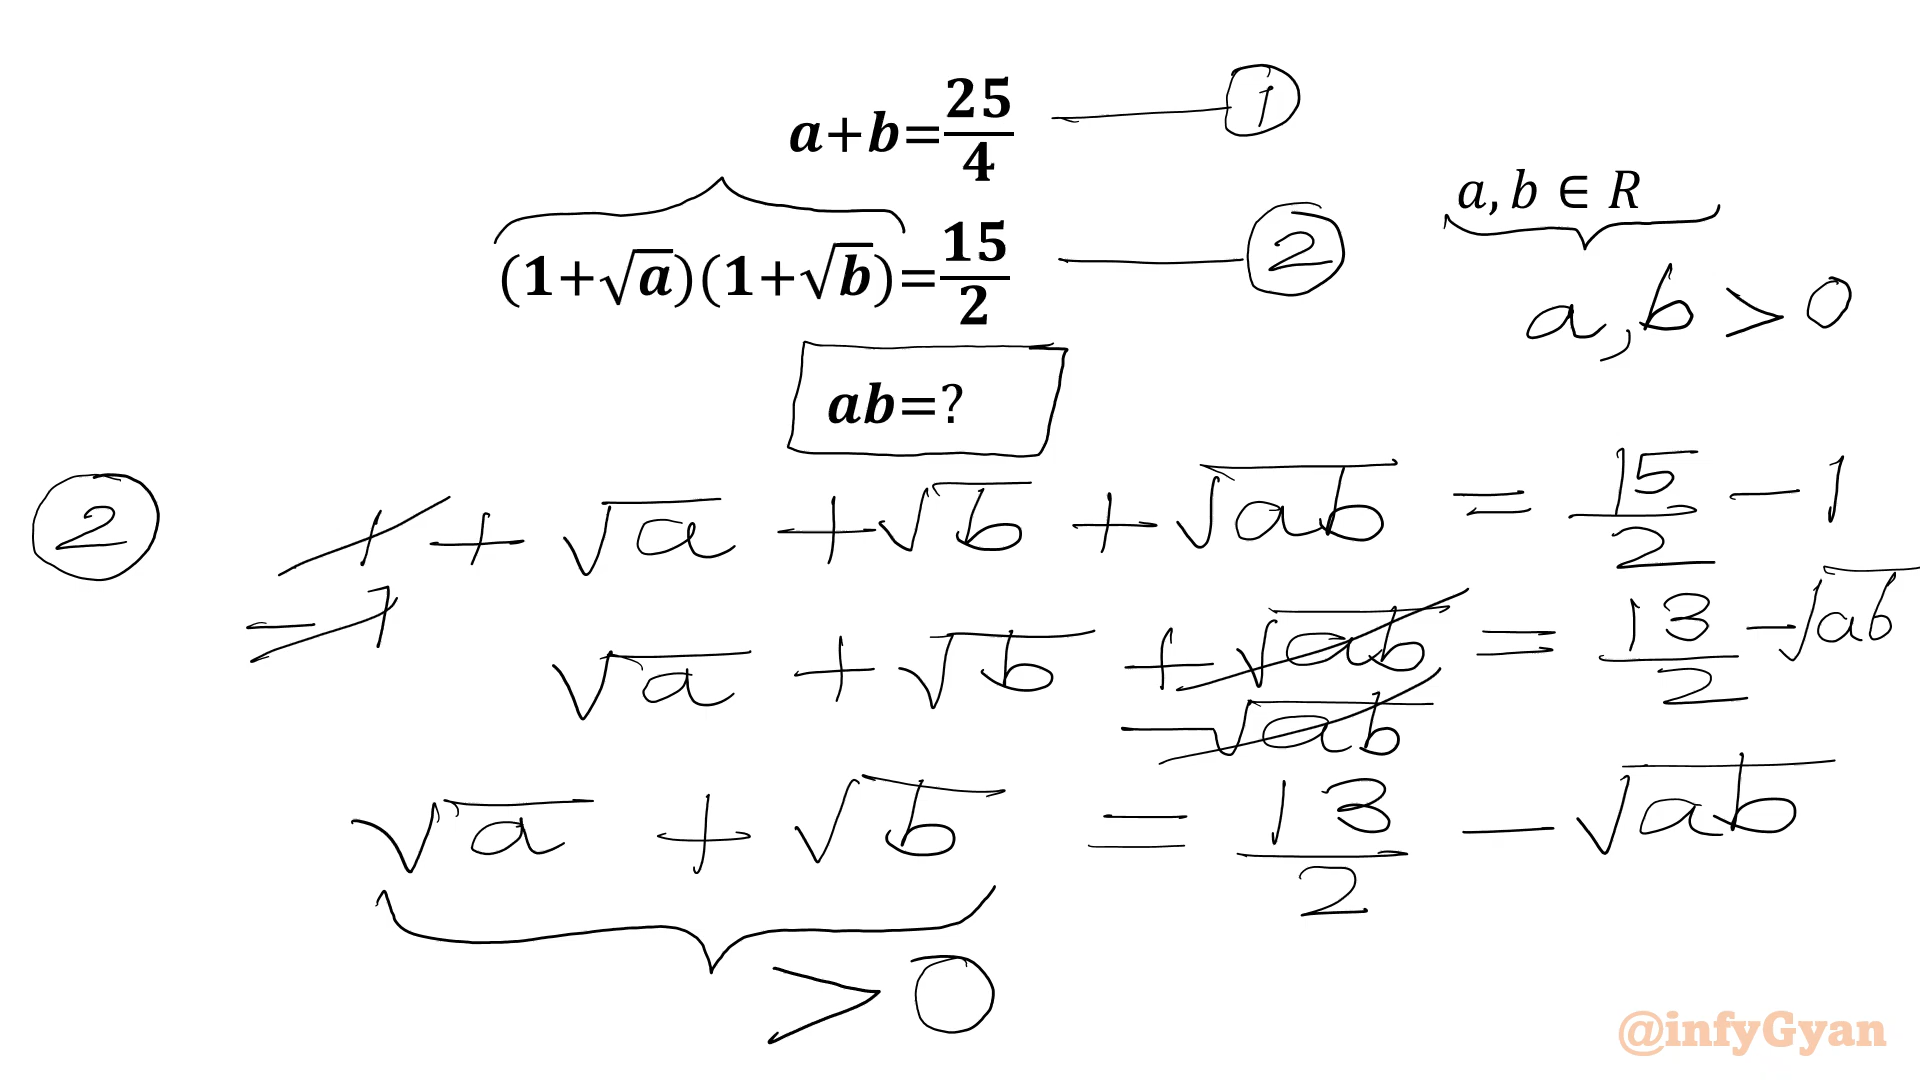 a+b=25/4 — 1
a, b ∈ R
(1+√a)(1+√b)=15/2 — 2
a, b > 0
ab=?
2
1 + √a + √b + √ab = 15/2 − 1
− 1
√a + √b + √ab = 13/2 − √ab
− √ab
√a + √b = 13/2 − √ab
> 0
@infyGyan